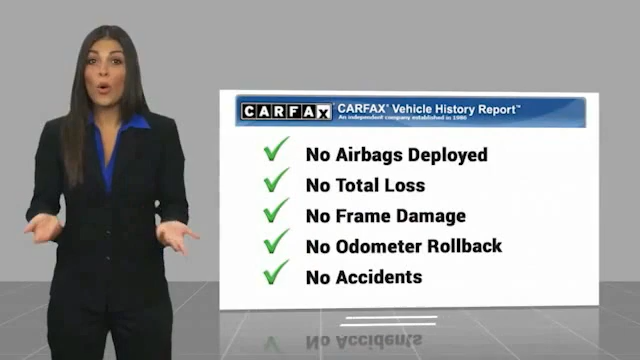 CARFAX
CARFAX® Vehicle History Report™
An independent company established in 1986
No Airbags Deployed
No Total Loss
No Frame Damage
No Odometer Rollback
No Accidents